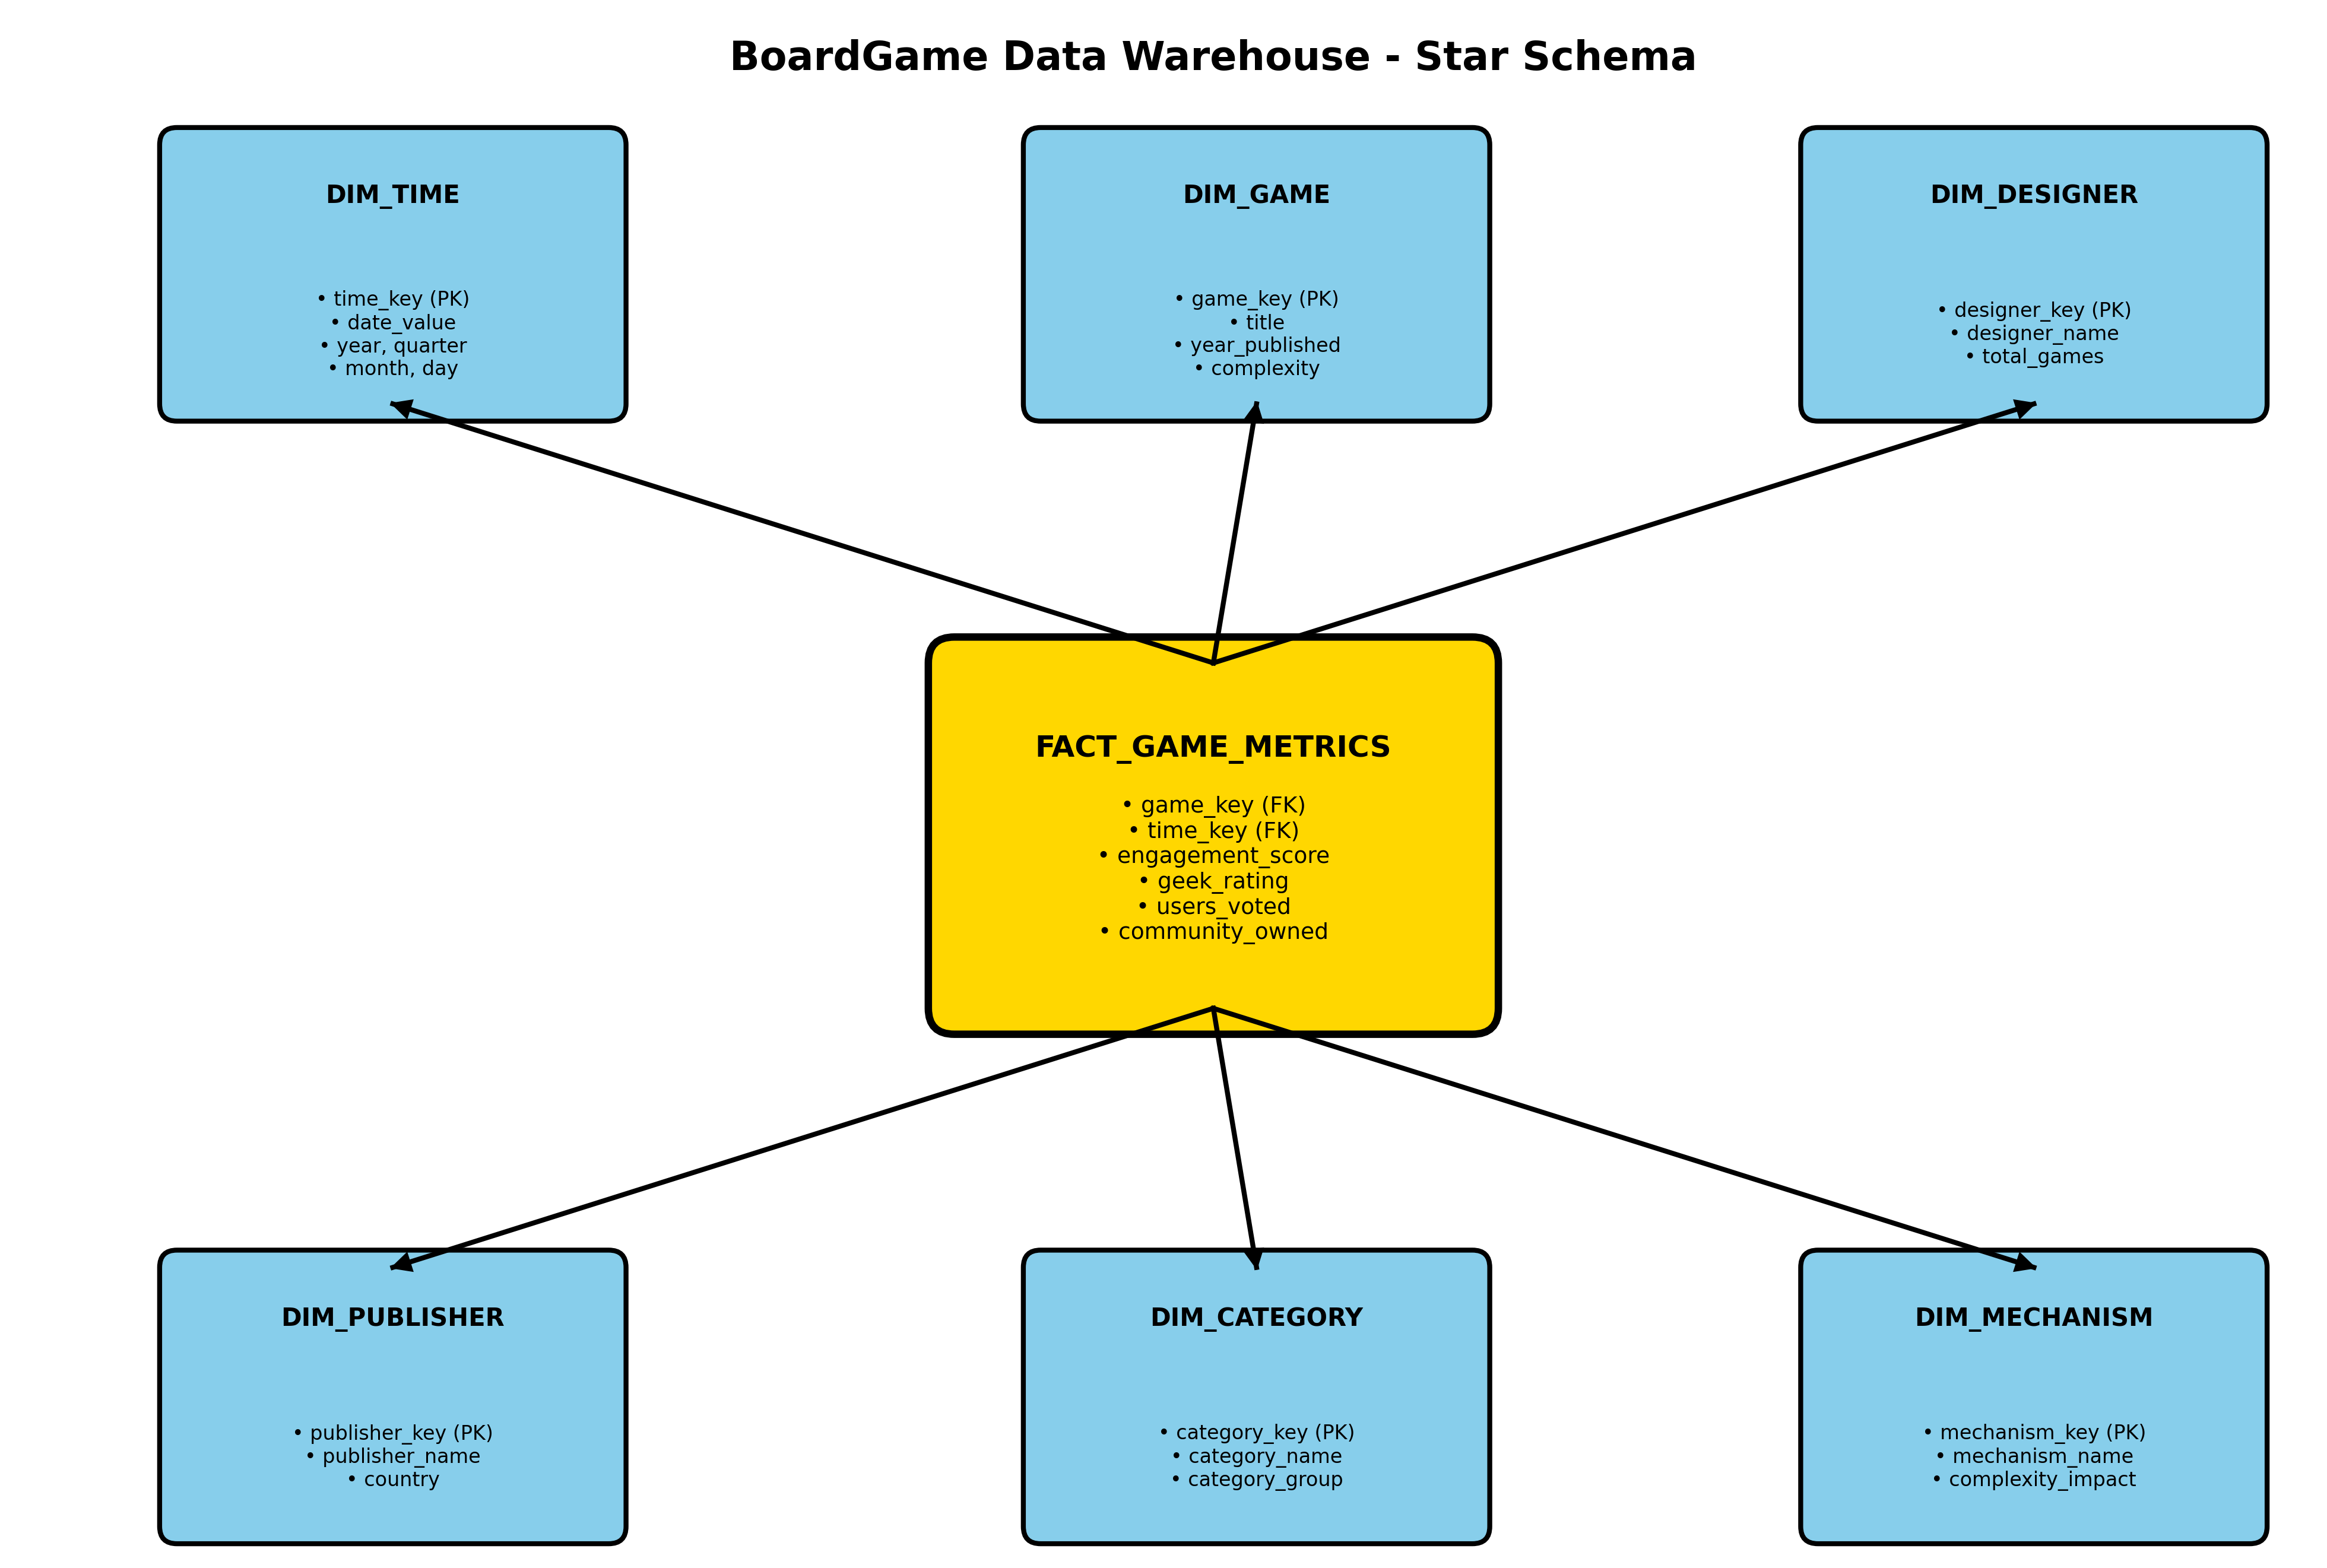 BoardGame Data Warehouse - Star Schema
DIM_TIME
• time_key (PK)
• date_value
• year, quarter
• month, day
DIM_GAME
• game_key (PK)
• title
• year_published
• complexity
DIM_DESIGNER
• designer_key (PK)
• designer_name
• total_games
FACT_GAME_METRICS
• game_key (FK)
• time_key (FK)
• engagement_score
• geek_rating
• users_voted
• community_owned
DIM_PUBLISHER
• publisher_key (PK)
• publisher_name
• country
DIM_CATEGORY
• category_key (PK)
• category_name
• category_group
DIM_MECHANISM
• mechanism_key (PK)
• mechanism_name
• complexity_impact